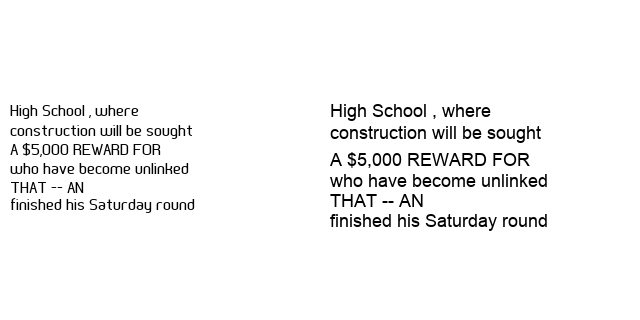 High School , where
construction will be sought
A $5,000 REWARD FOR
who have become unlinked
THAT -- AN
finished his Saturday round
High School , where
construction will be sought
A $5,000 REWARD FOR
who have become unlinked
THAT -- AN
finished his Saturday round